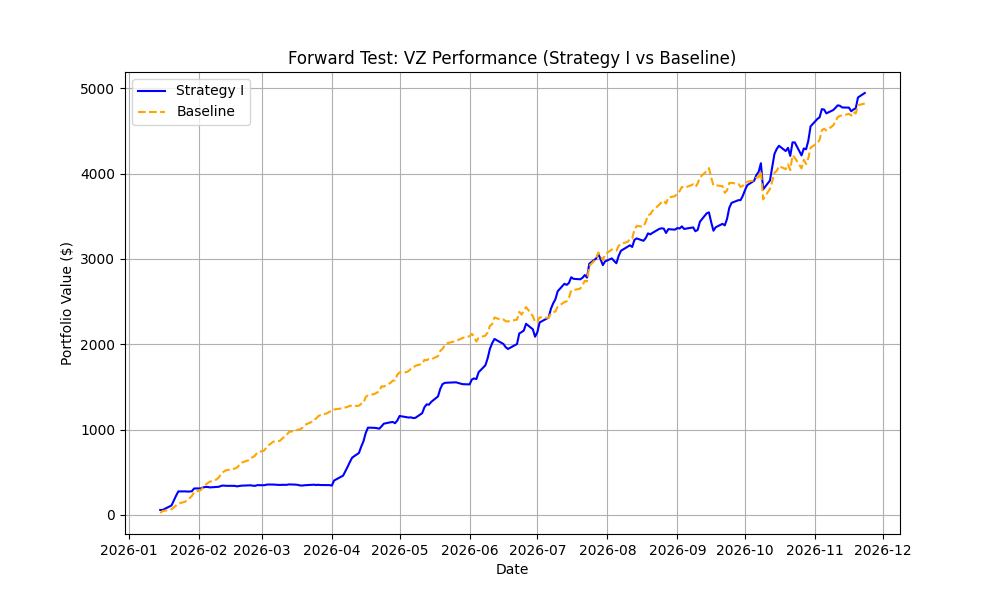 Forward Test: VZ Performance (Strategy I vs Baseline)
Strategy I
Baseline
Portfolio Value ($)
5000
4000
3000
2000
1000
0
2026-01 2026-02 2026-03 2026-04 2026-05 2026-06 2026-07 2026-08 2026-09 2026-10 2026-11 2026-12
Date